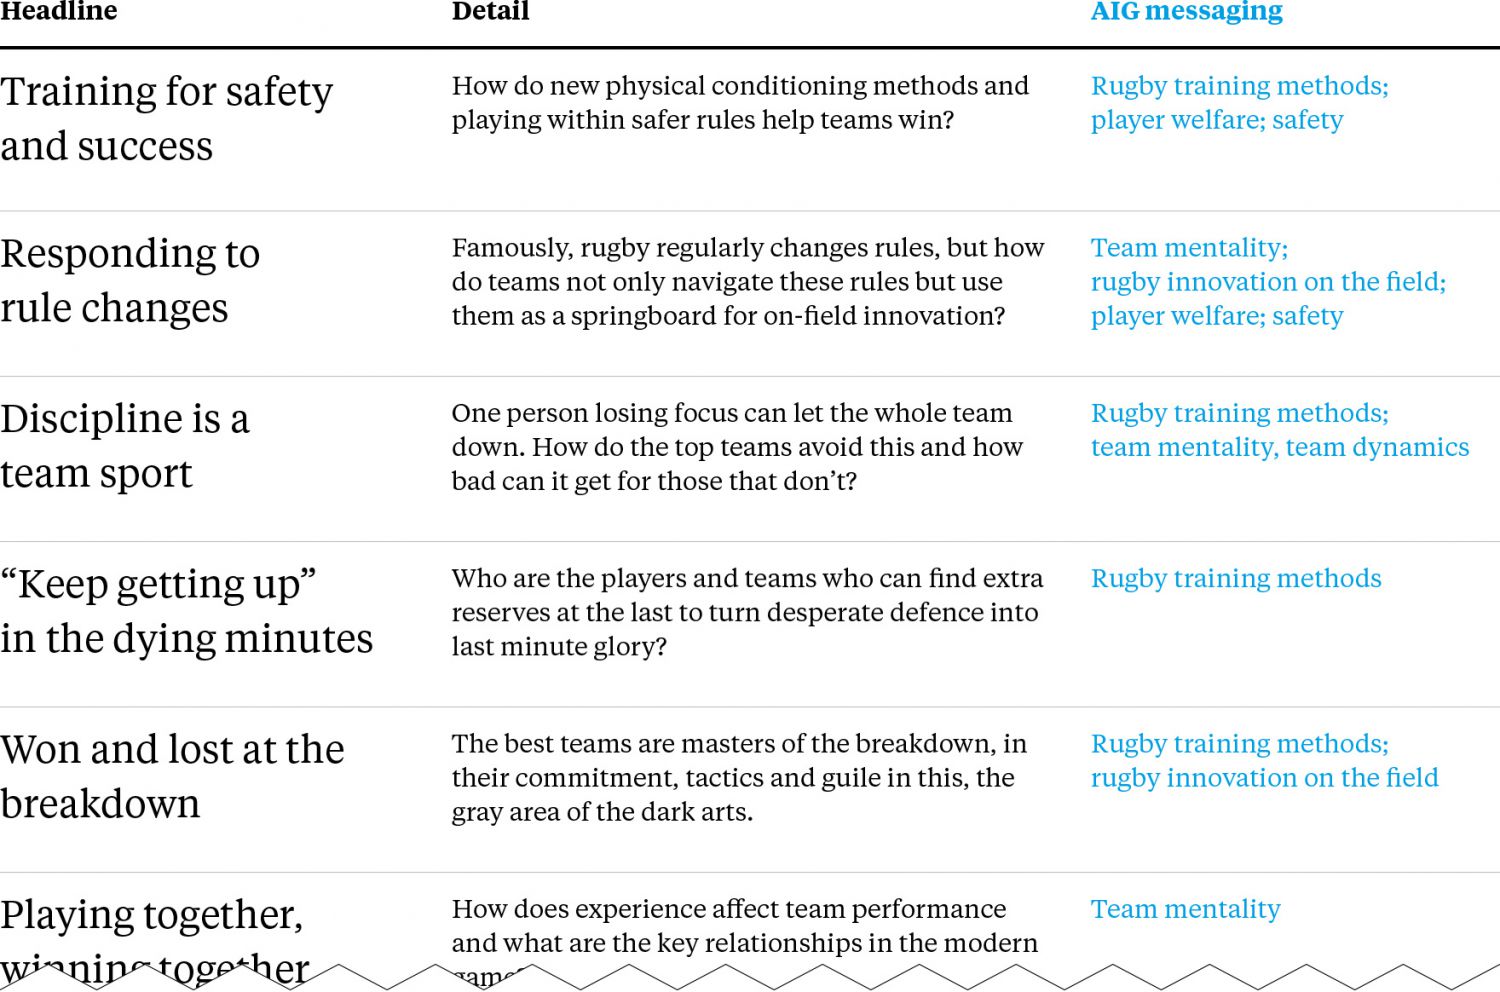 Headline
Detail
AIG messaging
Training for safety
and success
How do new physical conditioning methods and
playing within safer rules help teams win?
Rugby training methods;
player welfare; safety
Responding to
rule changes
Famously, rugby regularly changes rules, but how
do teams not only navigate these rules but use
them as a springboard for on-field innovation?
Team mentality;
rugby innovation on the field;
player welfare; safety
Discipline is a
team sport
One person losing focus can let the whole team
down. How do the top teams avoid this and how
bad can it get for those that don’t?
Rugby training methods;
team mentality, team dynamics
“Keep getting up”
in the dying minutes
Who are the players and teams who can find extra
reserves at the last to turn desperate defence into
last minute glory?
Rugby training methods
Won and lost at the
breakdown
The best teams are masters of the breakdown, in
their commitment, tactics and guile in this, the
gray area of the dark arts.
Rugby training methods;
rugby innovation on the field
Playing together,
winning together
How does experience affect team performance
and what are the key relationships in the modern
game?
Team mentality